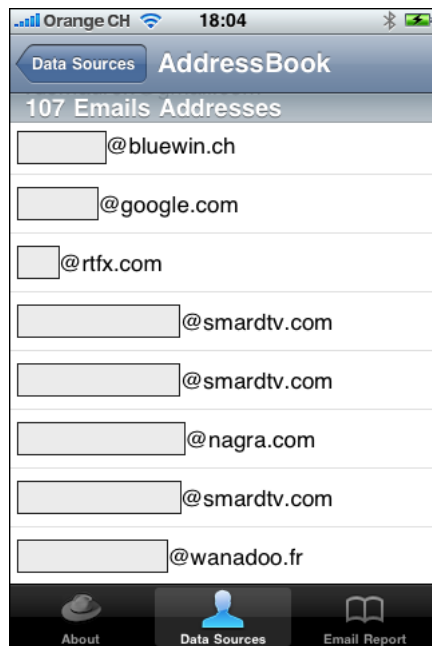 Orange CH 18:04
Data Sources AddressBook
107 Emails Addresses
@bluewin.ch
@google.com
@rtfx.com
@smardtv.com
@smardtv.com
@nagra.com
@smardtv.com
@wanadoo.fr
About Data Sources Email Report